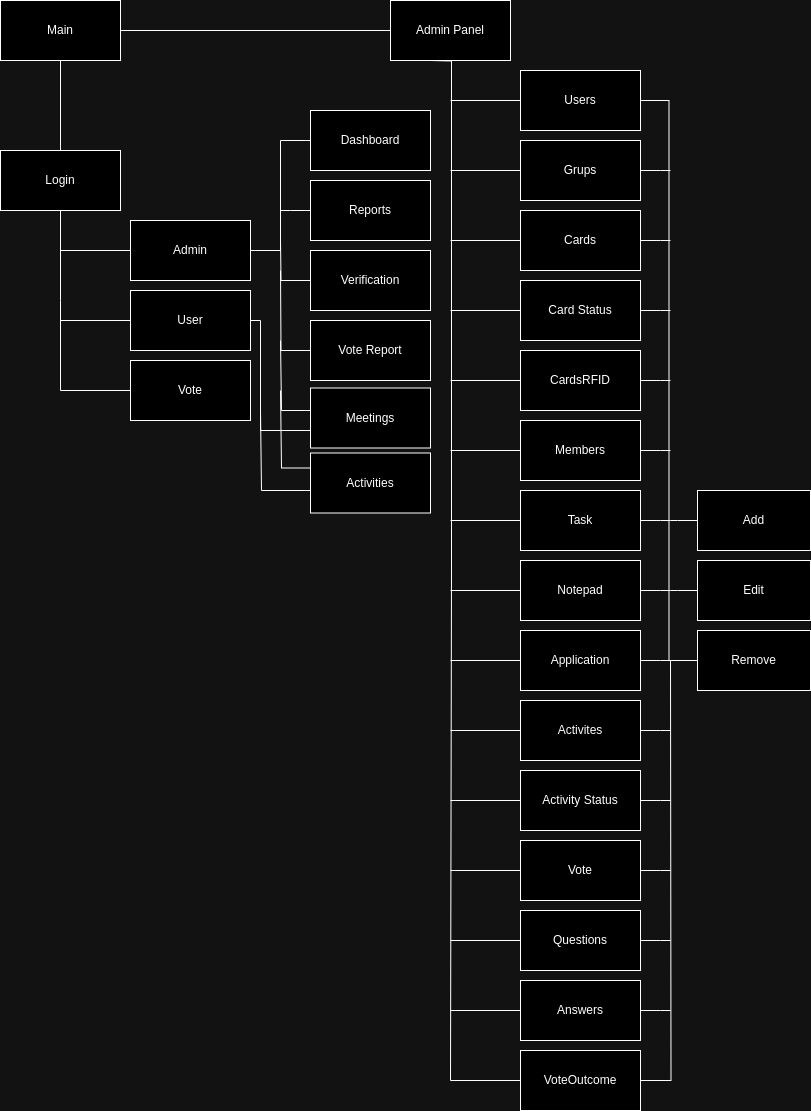 Main
Admin Panel
Users
Dashboard
Grups
Login
Reports
Cards
Admin
Verification
Card Status
User
Vote Report
CardsRFID
Vote
Meetings
Members
Activities
Task
Add
Notepad
Edit
Application
Remove
Activites
Activity Status
Vote
Questions
Answers
VoteOutcome